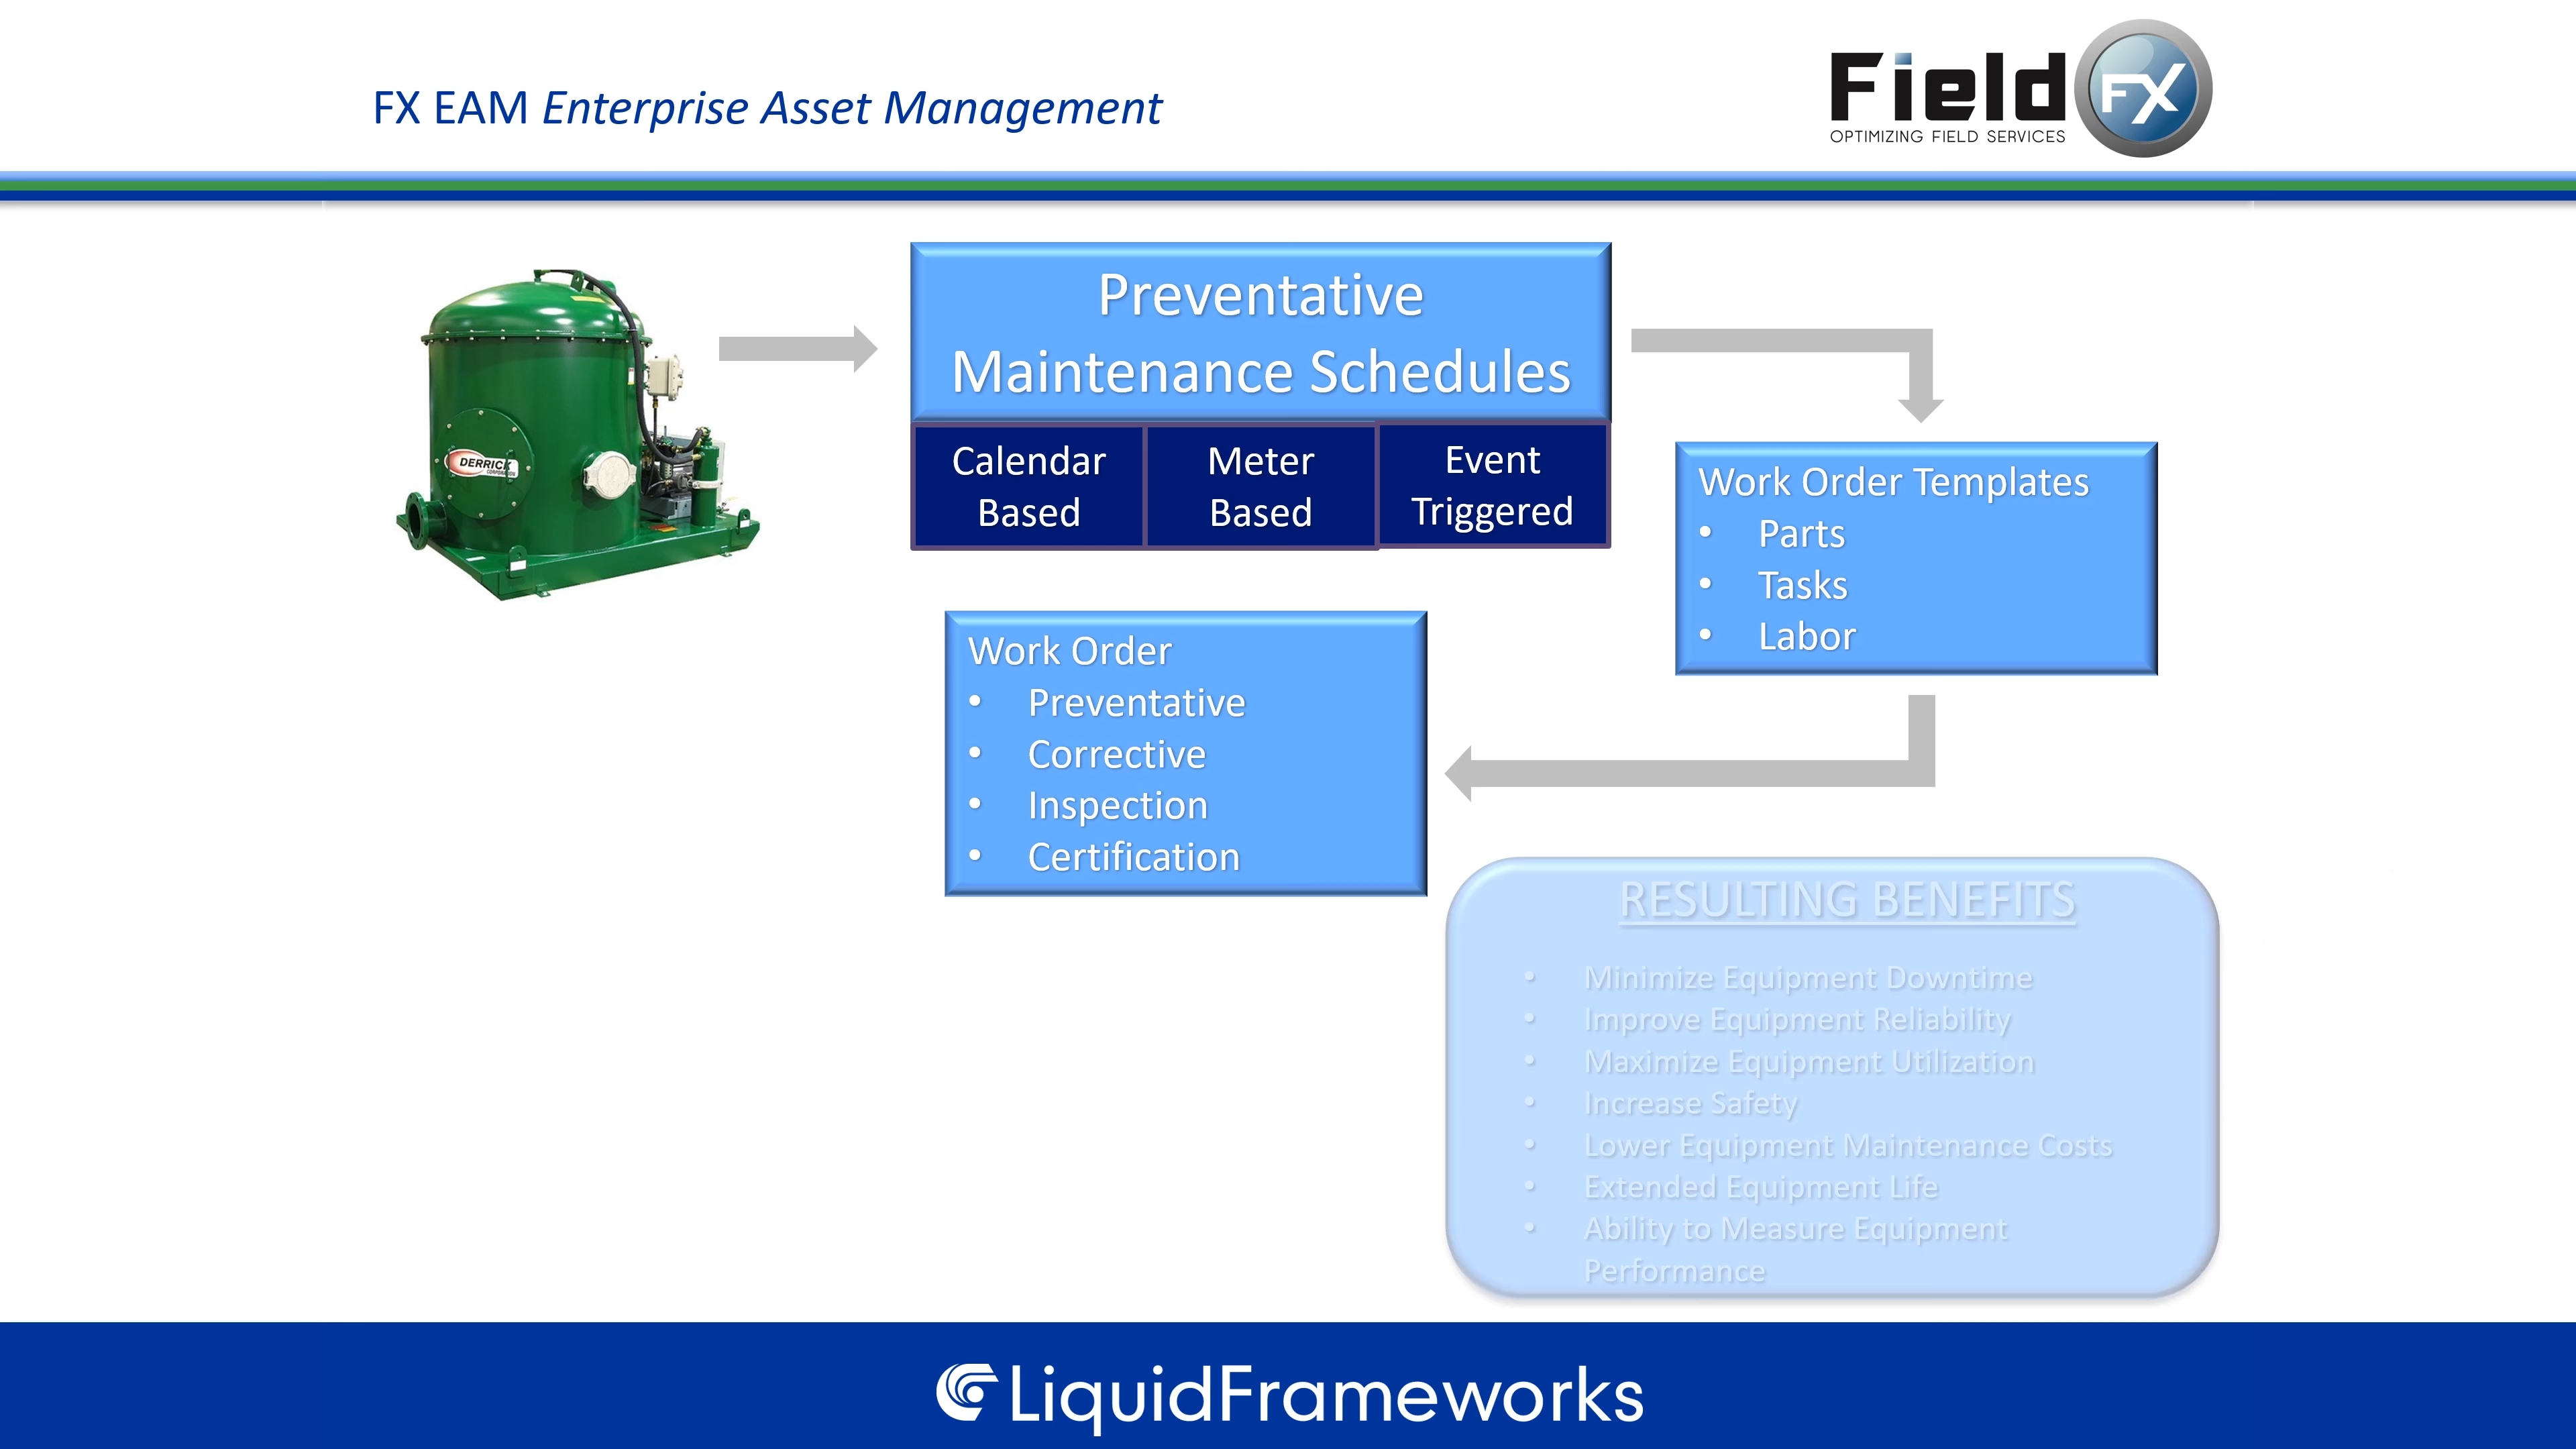 FX EAM Enterprise Asset Management
Field
FX
OPTIMIZING FIELD SERVICES
Preventative
Maintenance Schedules
Calendar
Based
Meter
Based
Event
Triggered
DERRICK
CORPORATION
Work Order Templates
• Parts
• Tasks
• Labor
Work Order
• Preventative
• Corrective
• Inspection
• Certification
RESULTING BENEFITS
• Minimize Equipment Downtime
• Improve Equipment Reliability
• Maximize Equipment Utilization
• Increase Safety
• Lower Equipment Maintenance Costs
• Extended Equipment Life
• Ability to Measure Equipment
Performance
LiquidFrameworks